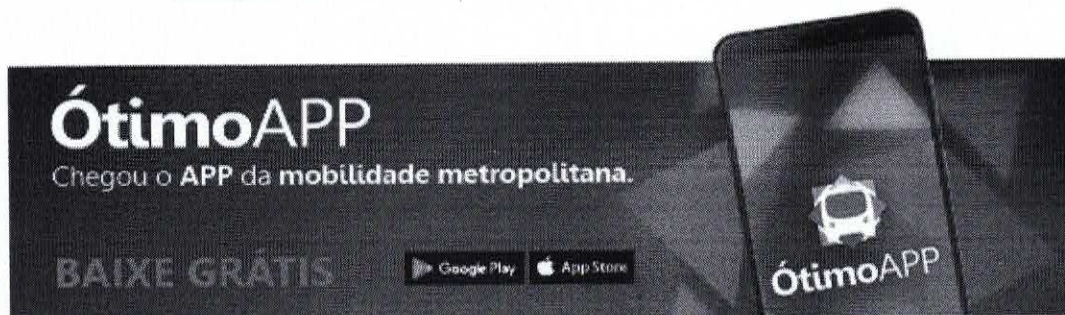 ÓtimoAPP
Chegou o APP da mobilidade metropolitana.
BAIXE GRÁTIS
Google Play
App Store
ÓtimoAPP